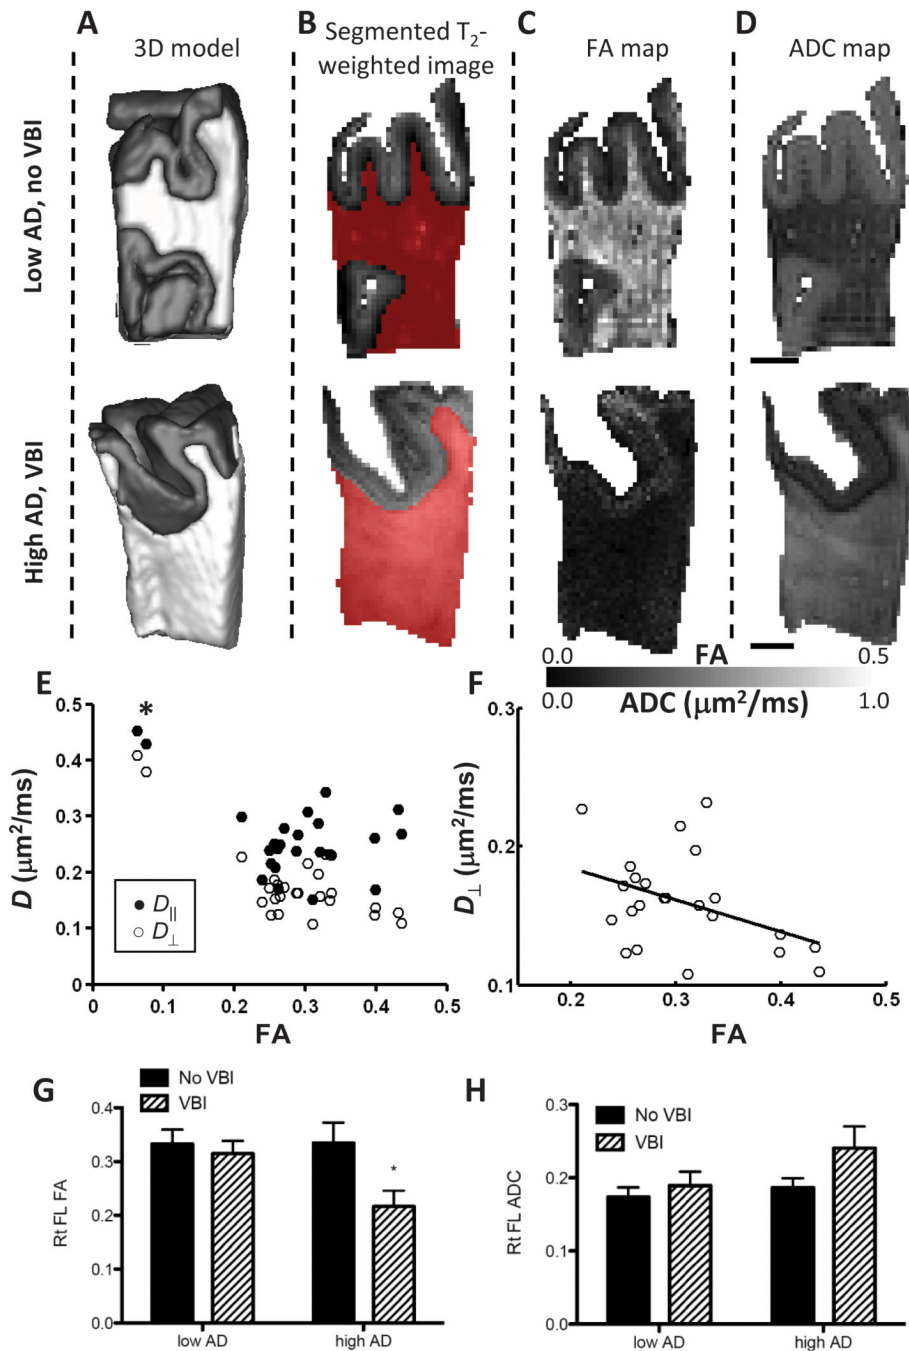 A
B
C
D
3D model
Segmented T₂-
weighted image
FA map
ADC map
Low AD, no VBI
High AD, VBI
FA
0.0
0.5
0.0
ADC (μm²/ms)
1.0
E
0.5
0.4
0.3
0.2
0.1
0
*
D (μm²/ms)
D||
D⊥
0
0.1
0.2
0.3
0.4
0.5
FA
F
0.3
0.2
0.1
D⊥ (μm²/ms)
0.2
0.3
0.4
0.5
FA
G
No VBI
VBI
0.4
0.3
0.2
0.1
0.0
Rt FL FA
*
low AD
high AD
H
No VBI
VBI
0.3
0.2
0.1
0.0
Rt FL ADC
low AD
high AD